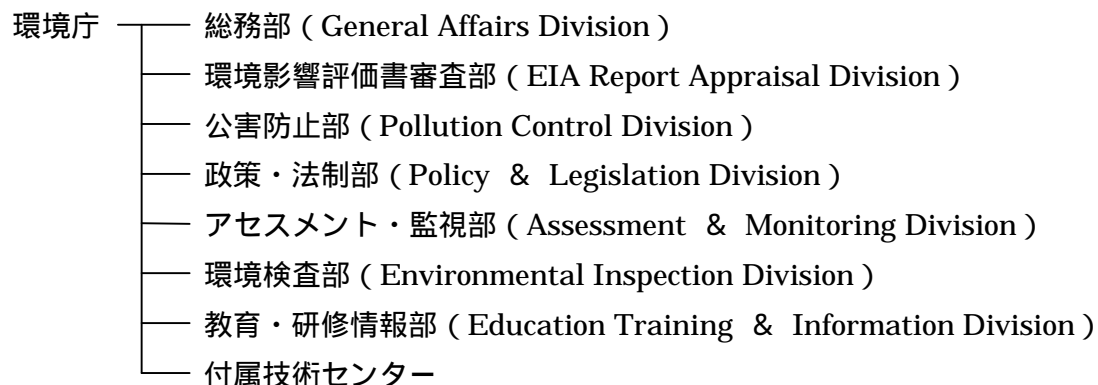 環境庁 総務部(General Affairs Division)
環境影響評価書審査部(EIA Report Appraisal Division)
公害防止部(Pollution Control Division)
政策・法制部(Policy & Legislation Division)
アセスメント・監視部(Assessment & Monitoring Division)
環境検査部(Environmental Inspection Division)
教育・研修情報部(Education Training & Information Division)
付属技術センター